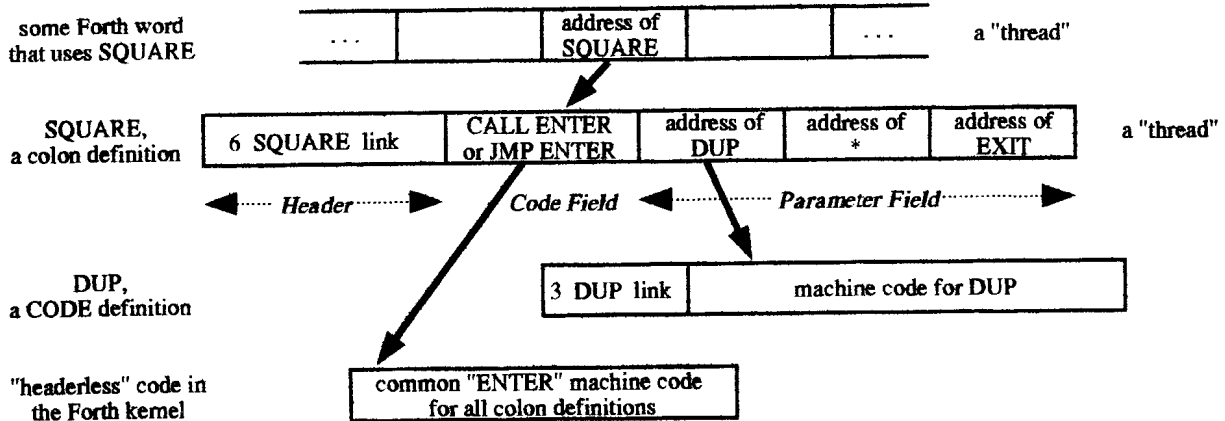 some Forth word
that uses SQUARE
. . .
address of
SQUARE
. . .
a "thread"
SQUARE,
a colon definition
6 SQUARE link
CALL ENTER
or JMP ENTER
address of
DUP
address of
*
address of
EXIT
a "thread"
Header
Code Field
Parameter Field
DUP,
a CODE definition
3 DUP link
machine code for DUP
"headerless" code in
the Forth kernel
common "ENTER" machine code
for all colon definitions